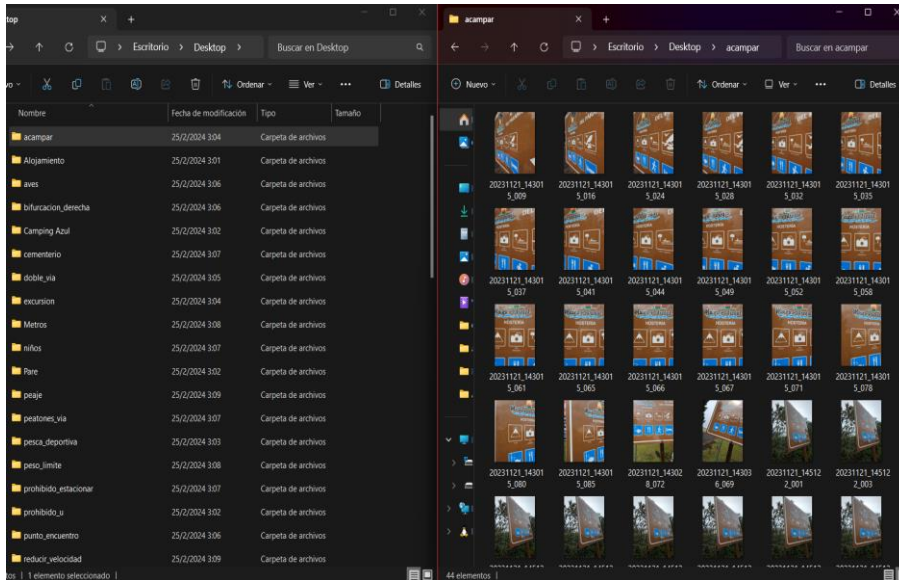 top
Escritorio > Desktop >
Buscar en Desktop
Ordenar
Ver
Detalles
Nombre
Fecha de modificación
Tipo
Tamaño
acampar 25/2/2024 3:04 Carpeta de archivos
Alojamiento 25/2/2024 3:01 Carpeta de archivos
aves 25/2/2024 3:06 Carpeta de archivos
bifurcacion_derecha 25/2/2024 3:06 Carpeta de archivos
Camping Azul 25/2/2024 3:02 Carpeta de archivos
cementerio 25/2/2024 3:07 Carpeta de archivos
doble_via 25/2/2024 3:05 Carpeta de archivos
excursion 25/2/2024 3:04 Carpeta de archivos
Metros 25/2/2024 3:08 Carpeta de archivos
niños 25/2/2024 3:07 Carpeta de archivos
Pare 25/2/2024 3:02 Carpeta de archivos
peaje 25/2/2024 3:09 Carpeta de archivos
peatones_via 25/2/2024 3:07 Carpeta de archivos
pesca_deportiva 25/2/2024 3:03 Carpeta de archivos
peso_limite 25/2/2024 3:08 Carpeta de archivos
prohibido_estacionar 25/2/2024 3:07 Carpeta de archivos
prohibido_u 25/2/2024 3:02 Carpeta de archivos
punto_encuentro 25/2/2024 3:06 Carpeta de archivos
reducir_velocidad 25/2/2024 3:09 Carpeta de archivos
tos | 1 elemento seleccionado |
acampar
Escritorio > Desktop > acampar
Buscar en acampar
Nuevo
Ordenar
Ver
Detalles
20231121_14301 20231121_14301 20231121_14301 20231121_14301 20231121_14301 20231121_14301
5_009 5_016 5_024 5_028 5_032 5_035
20231121_14301 20231121_14301 20231121_14301 20231121_14301 20231121_14301 20231121_14301
5_037 5_041 5_044 5_049 5_052 5_058
20231121_14301 20231121_14301 20231121_14301 20231121_14301 20231121_14301 20231121_14301
5_061 5_065 5_066 5_067 5_071 5_078
20231121_14301 20231121_14301 20231121_14302 20231121_14303 20231121_14512 20231121_14512
5_080 5_085 8_072 6_069 2_001 2_003
44 elementos |